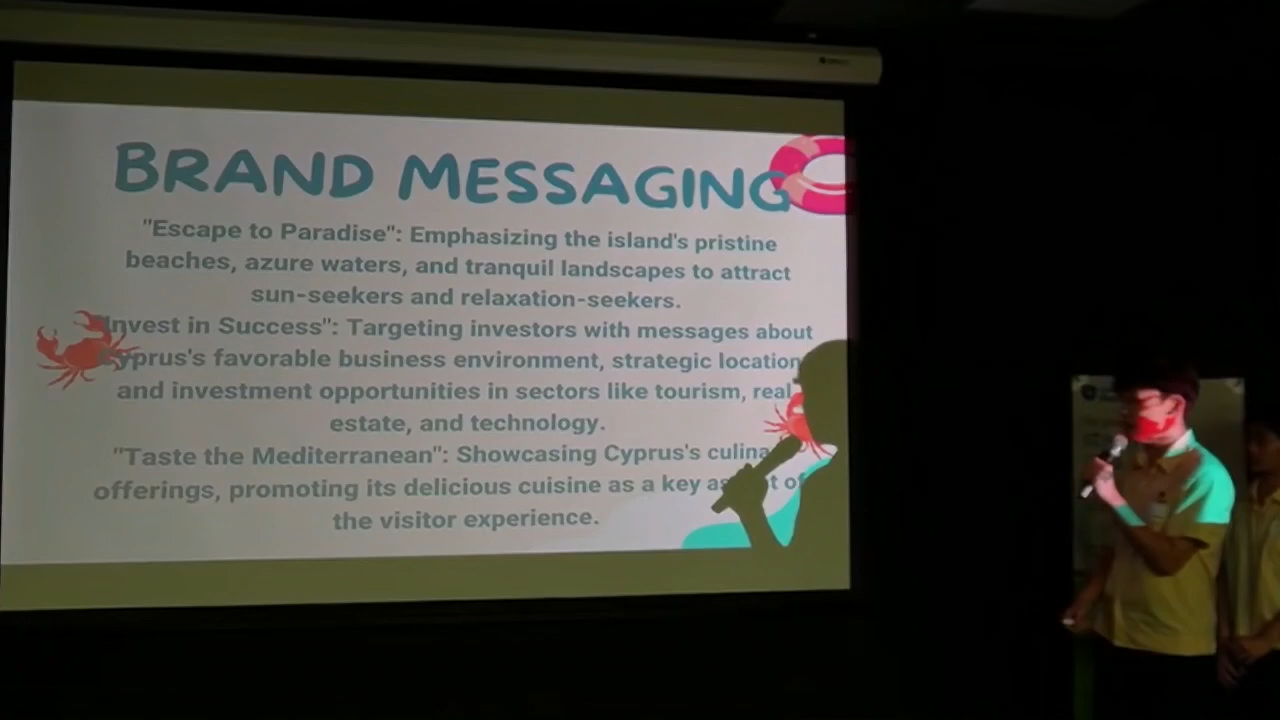 BRAND MESSAGING
"Escape to Paradise": Emphasizing the island's pristine
beaches, azure waters, and tranquil landscapes to attract
sun-seekers and relaxation-seekers.
Invest in Success": Targeting investors with messages about
Cyprus's favorable business environment, strategic location
and investment opportunities in sectors like tourism, real
estate, and technology.
"Taste the Mediterranean": Showcasing Cyprus's culina
offerings, promoting its delicious cuisine as a key as t of
the visitor experience.